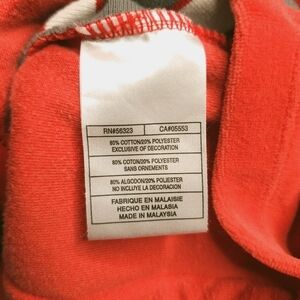 RN#56323 CA#05553
80% COTTON/20% POLYESTER
EXCLUSIVE OF DECORATION
80% COTON/20% POLYESTER
SANS ORNEMENTS
80% ALGODON/20% POLIESTER
NO INCLUYE LA DECORACION
FABRIQUE EN MALAISIE
HECHO EN MALASIA
MADE IN MALAYSIA